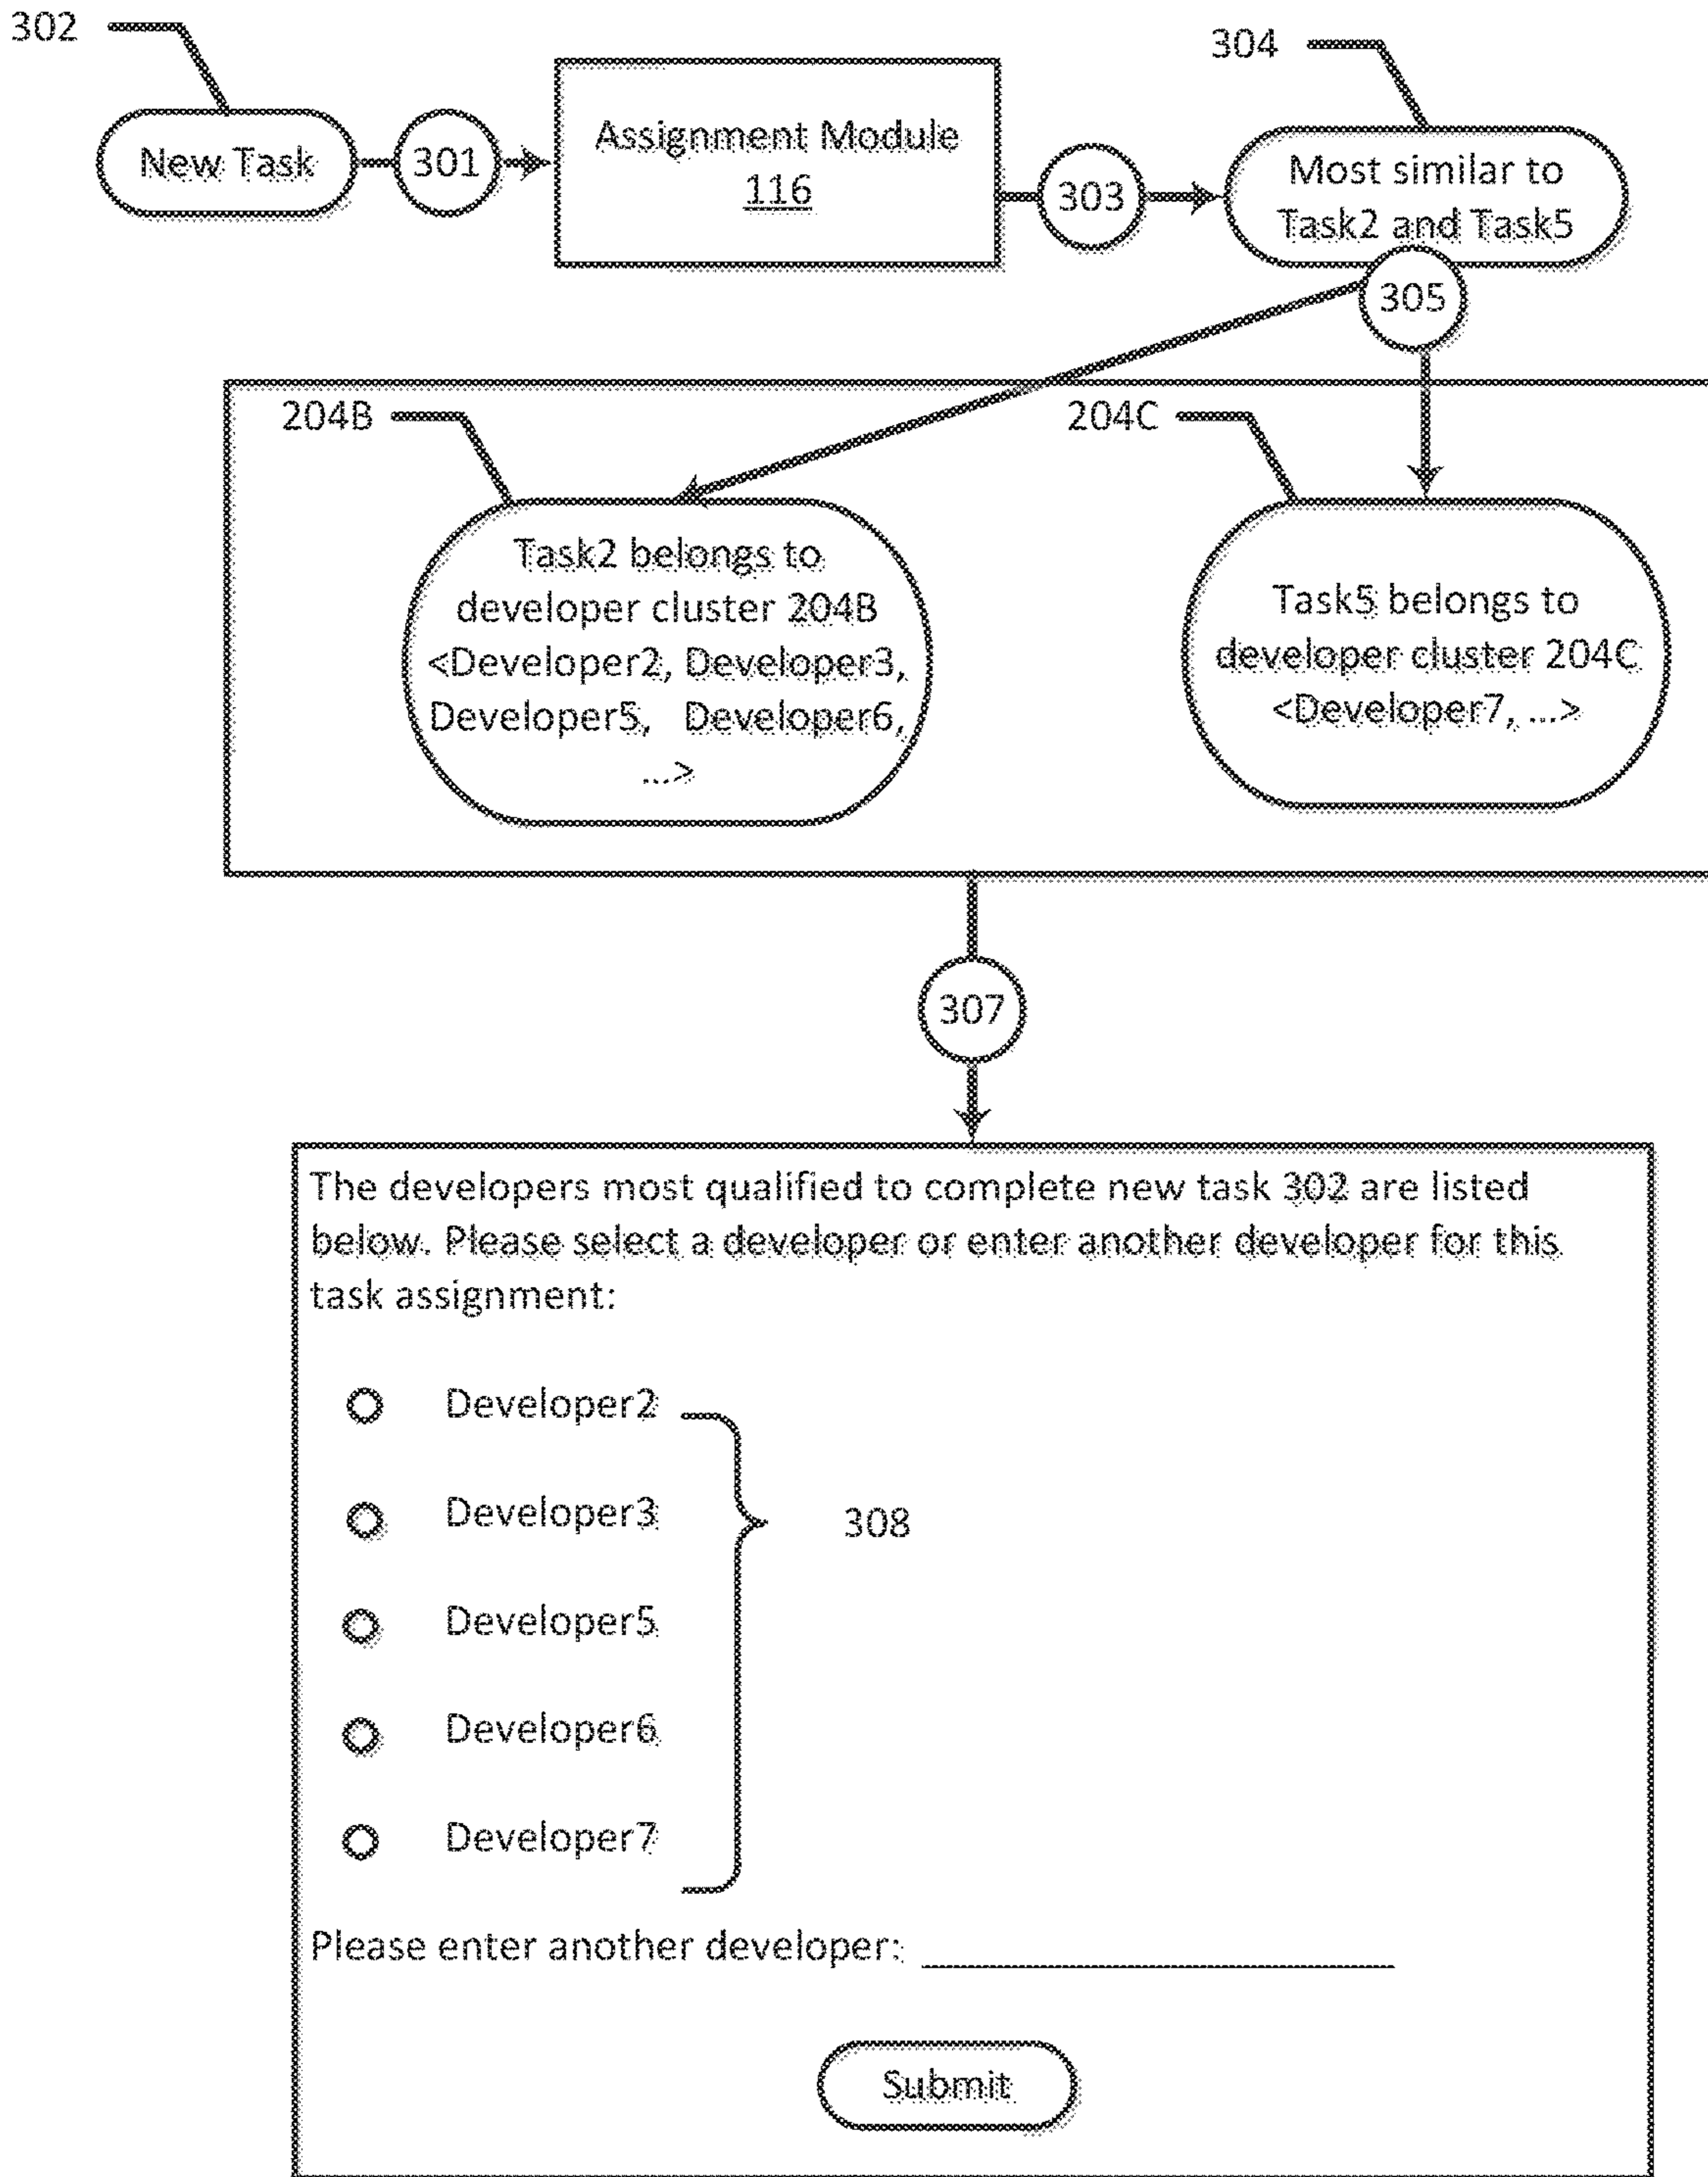 302
304
New Task
301
Assignment Module
116
303
Most similar to
Task2 and Task5
305
204B
204C
Task2 belongs to
developer cluster 204B
<Developer2, Developer3,
Developer5, Developer6,
...>
Task5 belongs to
developer cluster 204C
<Developer7, ...>
307
The developers most qualified to complete new task 302 are listed
below. Please select a developer or enter another developer for this
task assignment:
Developer2
Developer3
308
Developer5
Developer6
Developer7
Please enter another developer:
Submit